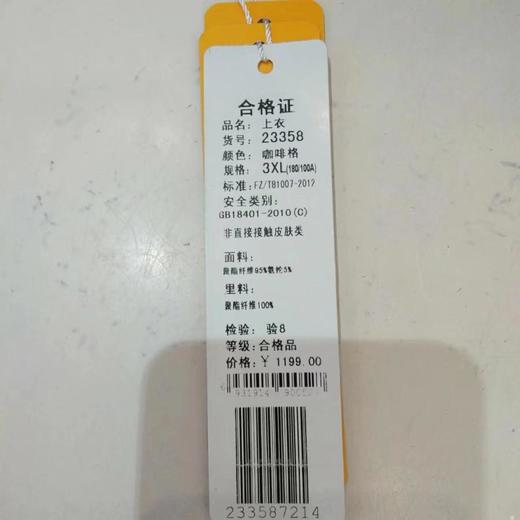 合格证
品名：上衣
货号：23358
颜色：咖啡格
规格：3XL(180/100A)
标准：FZ/T81007-2012
安全类别：
GB18401-2010(C)
非直接接触皮肤类
面料：
聚酯纤维95%氨纶5%
里料：
聚酯纤维100%
检验：验8
等级：合格品
价格：￥1199.00
233587214